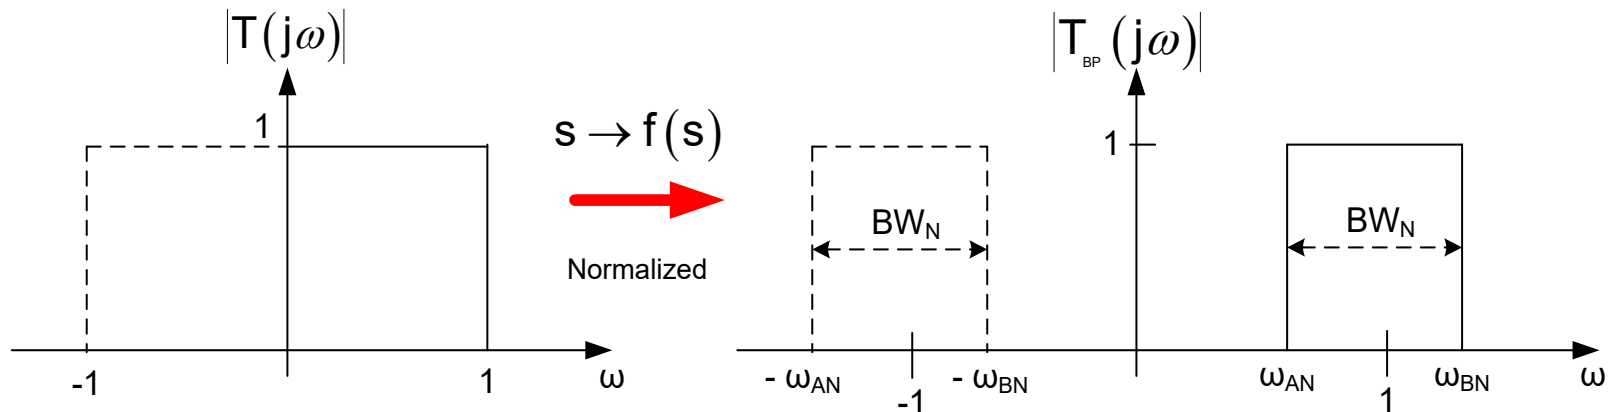 |T(jω)|
1
-1
1
ω
s → f(s)
Normalized
|T_BP(jω)|
1
BW_N
BW_N
- ω_AN
-1
- ω_BN
ω_AN
1
ω_BN
ω